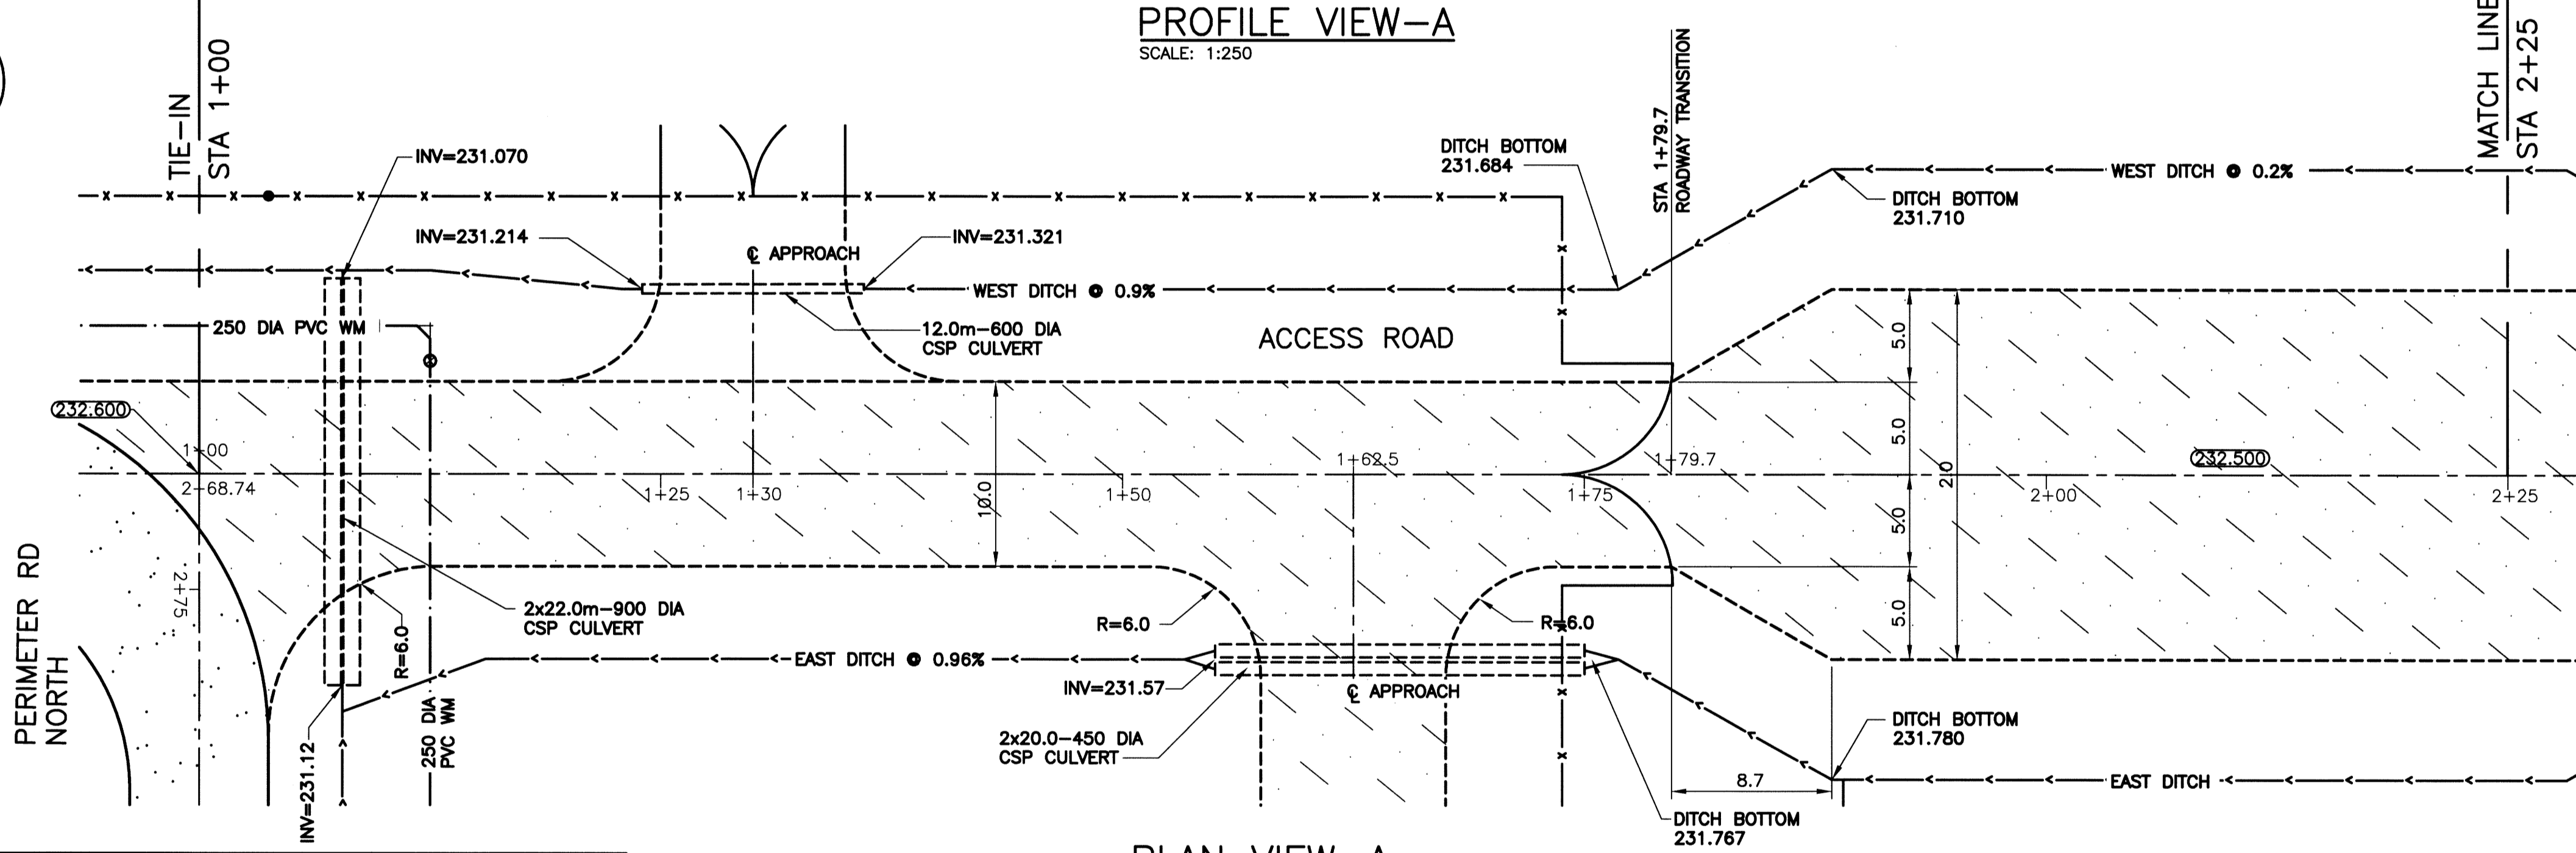 PROFILE VIEW-A
SCALE: 1:250
TIE-IN
STA 1+00
INV=231.070
DITCH BOTTOM
231.684
STA 1+79.7
ROADWAY TRANSITION
MATCH LINE
STA 2+25
WEST DITCH @ 0.2%
DITCH BOTTOM
231.710
INV=231.214
℄ APPROACH
INV=231.321
WEST DITCH @ 0.9%
250 DIA PVC WM
12.0m-600 DIA
CSP CULVERT
ACCESS ROAD
5.0
232.600
1+00
2+68.74
1+25
1+30
10.0
1+50
1+62.5
1+75
1+79.7
5.0
20
2+00
232.500
2+25
5.0
PERIMETER RD
NORTH
2+75
R=6.0
2x22.0m-900 DIA
CSP CULVERT
R=6.0
R=6.0
5.0
EAST DITCH @ 0.96%
INV=231.57
℄ APPROACH
INV=231.12
250 DIA
PVC WM
2x20.0-450 DIA
CSP CULVERT
DITCH BOTTOM
231.780
8.7
EAST DITCH
DITCH BOTTOM
231.767
PLAN VIEW-A